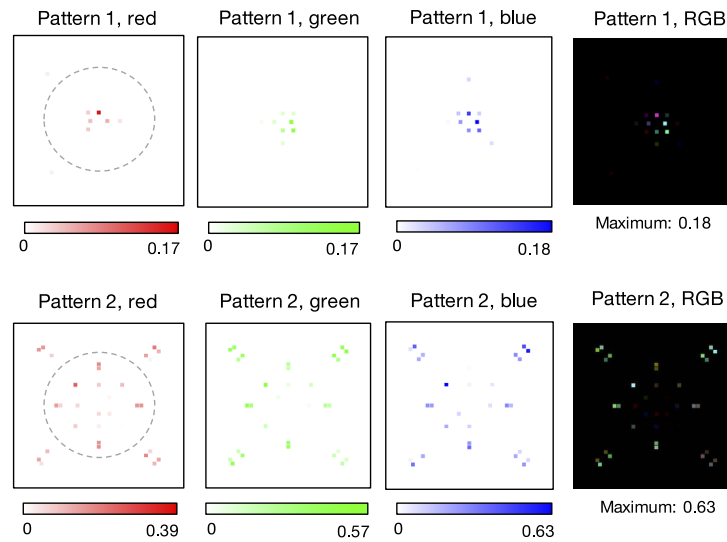 Pattern 1, red
Pattern 1, green
Pattern 1, blue
Pattern 1, RGB
0
0.17
0
0.17
0
0.18
Maximum: 0.18
Pattern 2, red
Pattern 2, green
Pattern 2, blue
Pattern 2, RGB
0
0.39
0
0.57
0
0.63
Maximum: 0.63